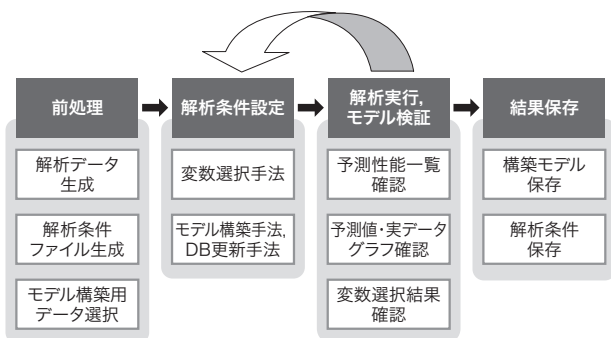 前処理
解析データ
生成
解析条件
ファイル生成
モデル構築用
データ選択
解析条件設定
変数選択手法
モデル構築手法,
DB更新手法
解析実行,
モデル検証
予測性能一覧
確認
予測値・実データ
グラフ確認
変数選択結果
確認
結果保存
構築モデル
保存
解析条件
保存